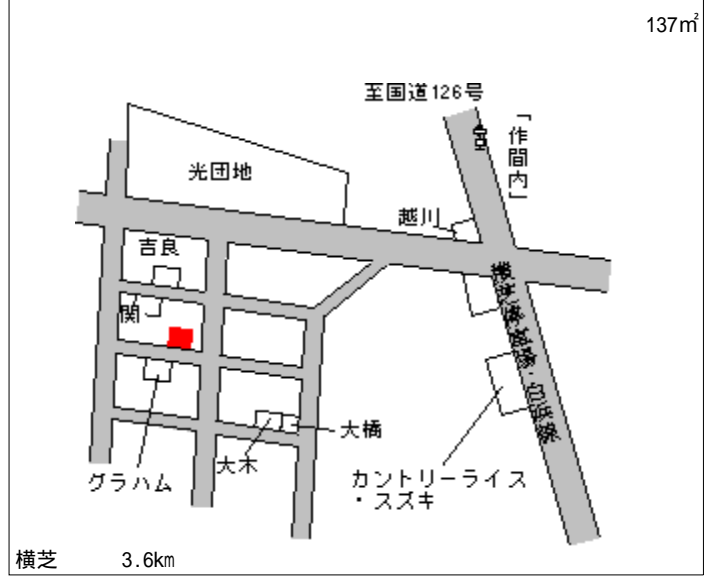 137㎡
至国道126号
「作間内」
光団地
越川
吉良
関
大橋
大木
グラハム
カントリーライス
・スズキ
横芝 3.6km